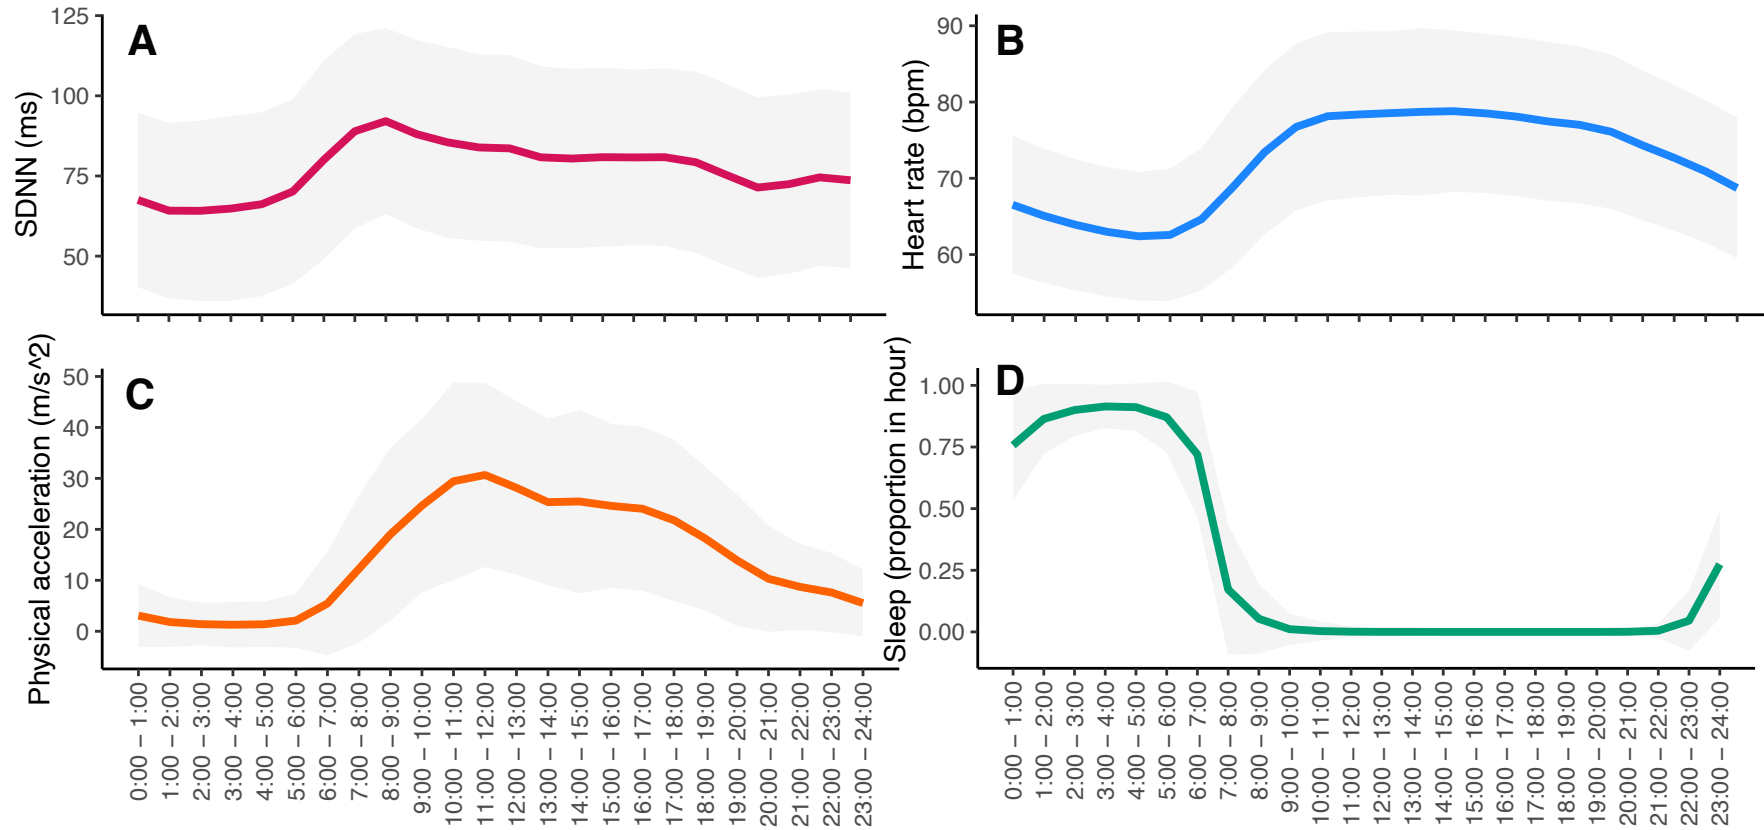 A
SDNN (ms)
125
100
75
50
B
Heart rate (bpm)
90
80
70
60
C
Physical acceleration (m/s^2)
50
40
30
20
10
0
0:00 – 1:00
1:00 – 2:00
2:00 – 3:00
3:00 – 4:00
4:00 – 5:00
5:00 – 6:00
6:00 – 7:00
7:00 – 8:00
8:00 – 9:00
9:00 – 10:00
10:00 – 11:00
11:00 – 12:00
12:00 – 13:00
13:00 – 14:00
14:00 – 15:00
15:00 – 16:00
16:00 – 17:00
17:00 – 18:00
18:00 – 19:00
19:00 – 20:00
20:00 – 21:00
21:00 – 22:00
22:00 – 23:00
23:00 – 24:00
D
Sleep (proportion in hour)
1.00
0.75
0.50
0.25
0.00
0:00 – 1:00
1:00 – 2:00
2:00 – 3:00
3:00 – 4:00
4:00 – 5:00
5:00 – 6:00
6:00 – 7:00
7:00 – 8:00
8:00 – 9:00
9:00 – 10:00
10:00 – 11:00
11:00 – 12:00
12:00 – 13:00
13:00 – 14:00
14:00 – 15:00
15:00 – 16:00
16:00 – 17:00
17:00 – 18:00
18:00 – 19:00
19:00 – 20:00
20:00 – 21:00
21:00 – 22:00
22:00 – 23:00
23:00 – 24:00